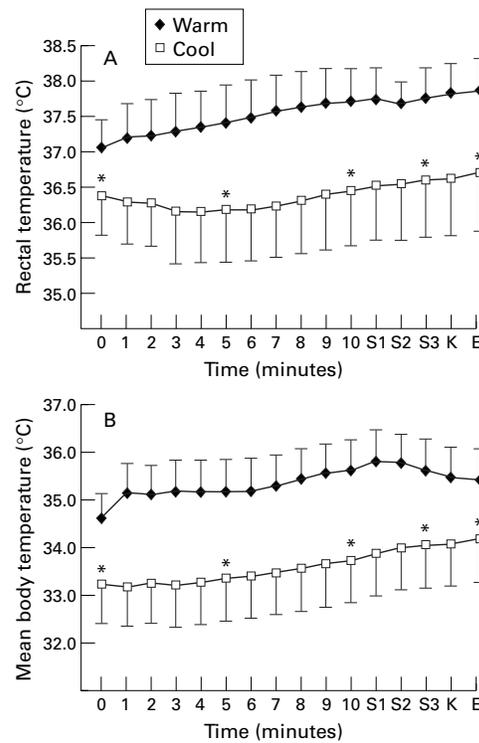 Warm
Cool
A
38.5
38.0
37.5
37.0
36.5
36.0
35.5
35.0
Rectal temperature (°C)
* * * * *
0 1 2 3 4 5 6 7 8 9 10 S1 S2 S3 K E
Time (minutes)
B
37.0
36.0
35.0
34.0
33.0
32.0
Mean body temperature (°C)
* * * * *
0 1 2 3 4 5 6 7 8 9 10 S1 S2 S3 K E
Time (minutes)